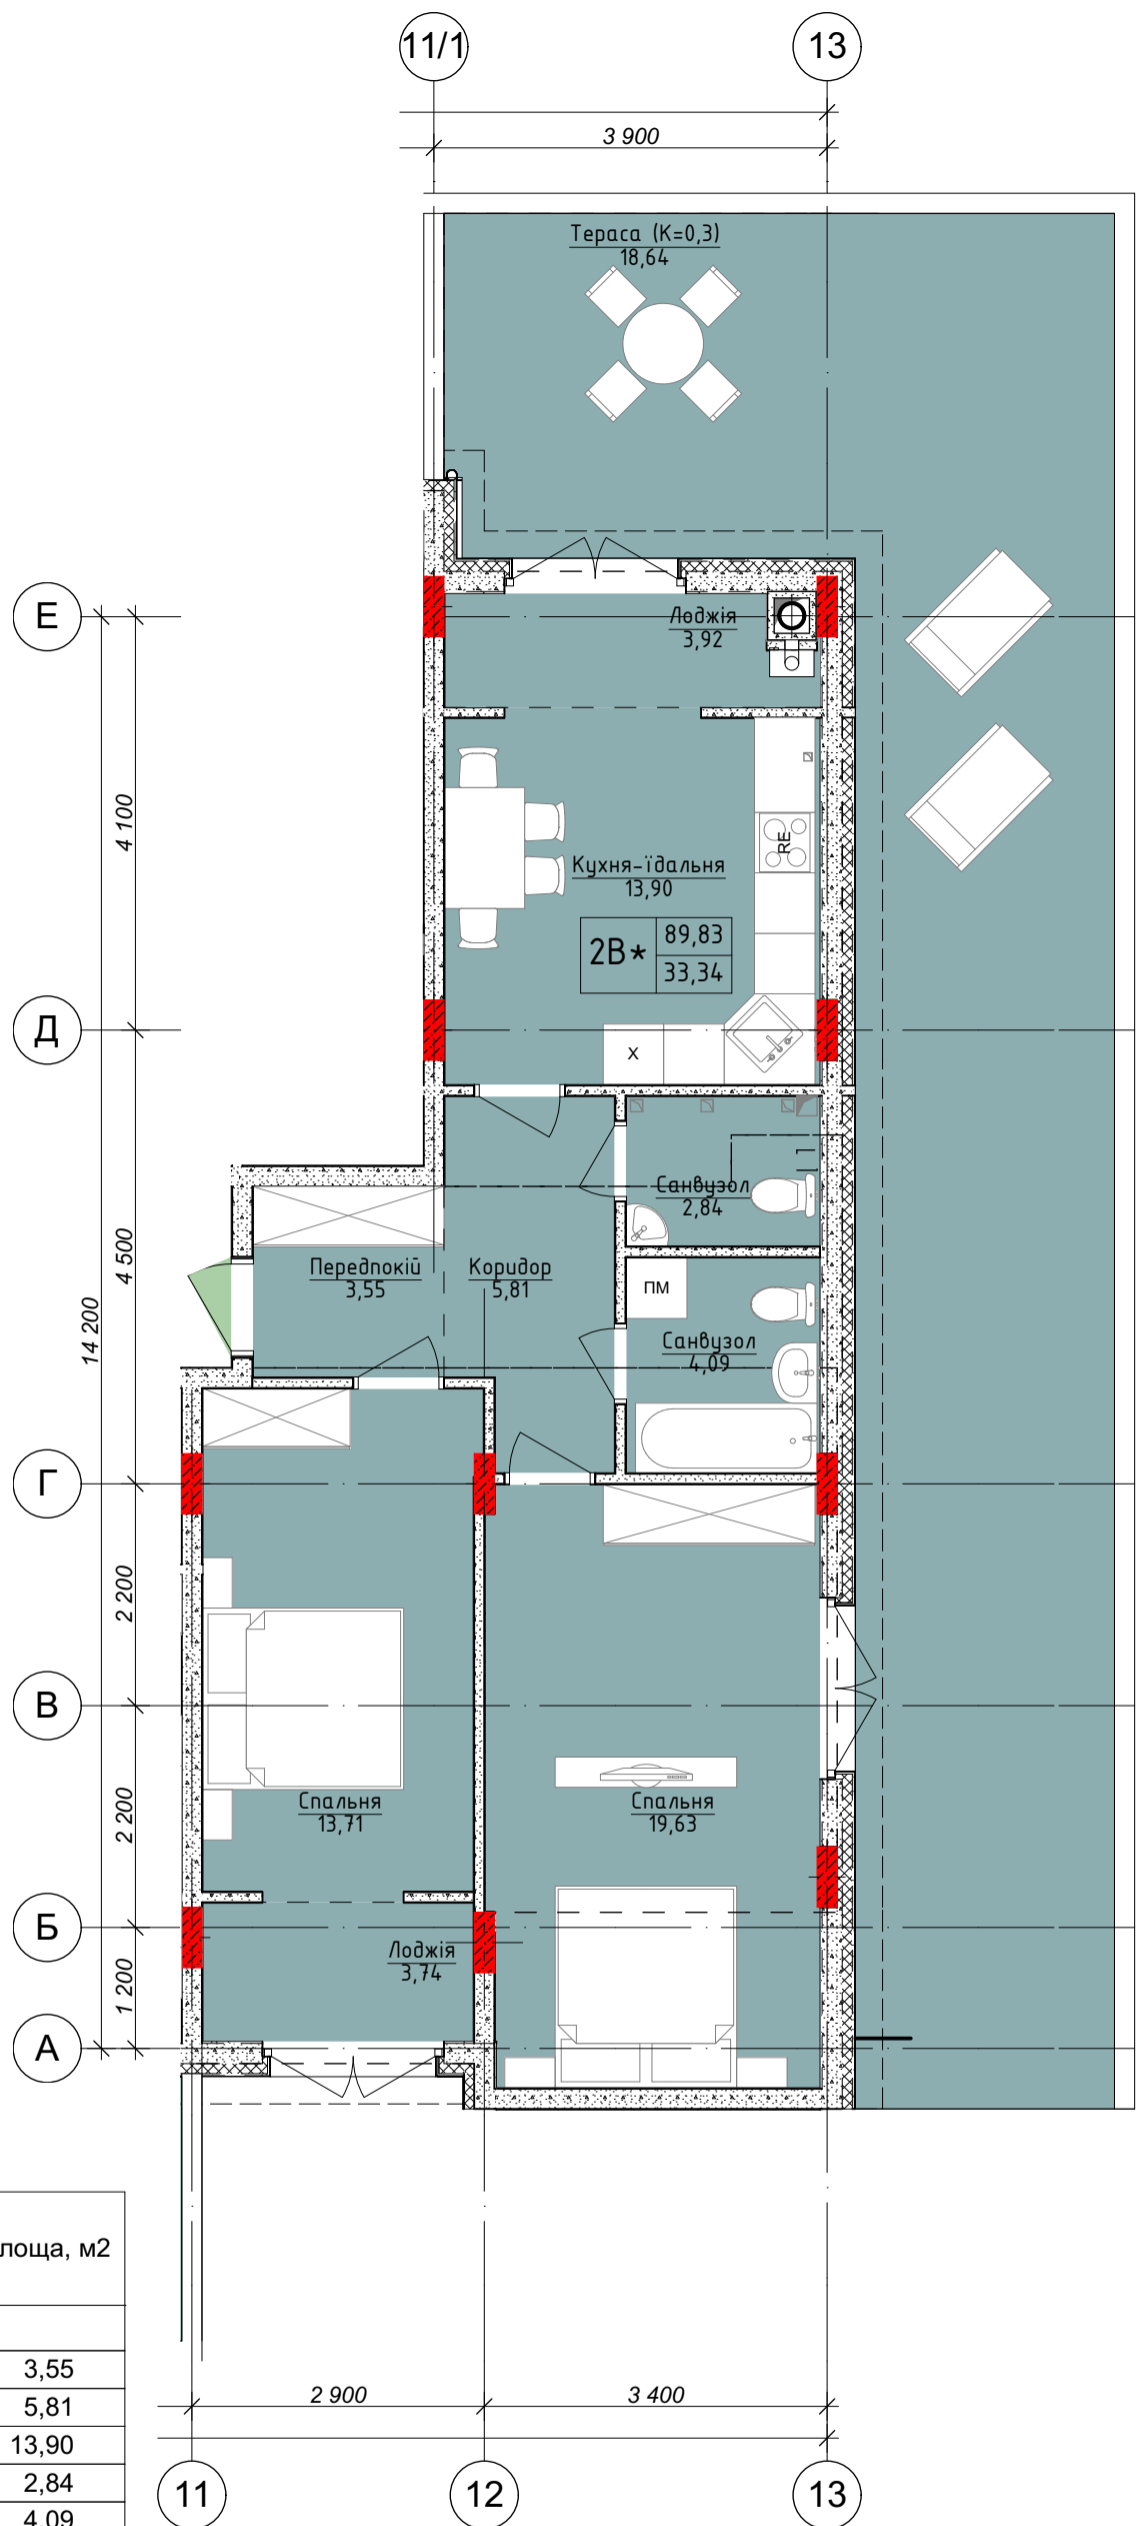 11/1
13
3 900
Тераса (К=0,3)
18,64
Е
Лоджія
3,92
4 100
RE
Кухня-їдальня
13,90
2В*
89,83
33,34
Д
X
Санвузол
2,84
4 500
Передпокій
3,55
Коридор
5,81
ПМ
14 200
Санвузол
4,09
Г
2 200
В
2 200
Спальня
13,71
Спальня
19,63
Б
Лоджія
3,74
1 200
А
лоща, м2
3,55
5,81
13,90
2,84
4,09
2 900
3 400
11
12
13